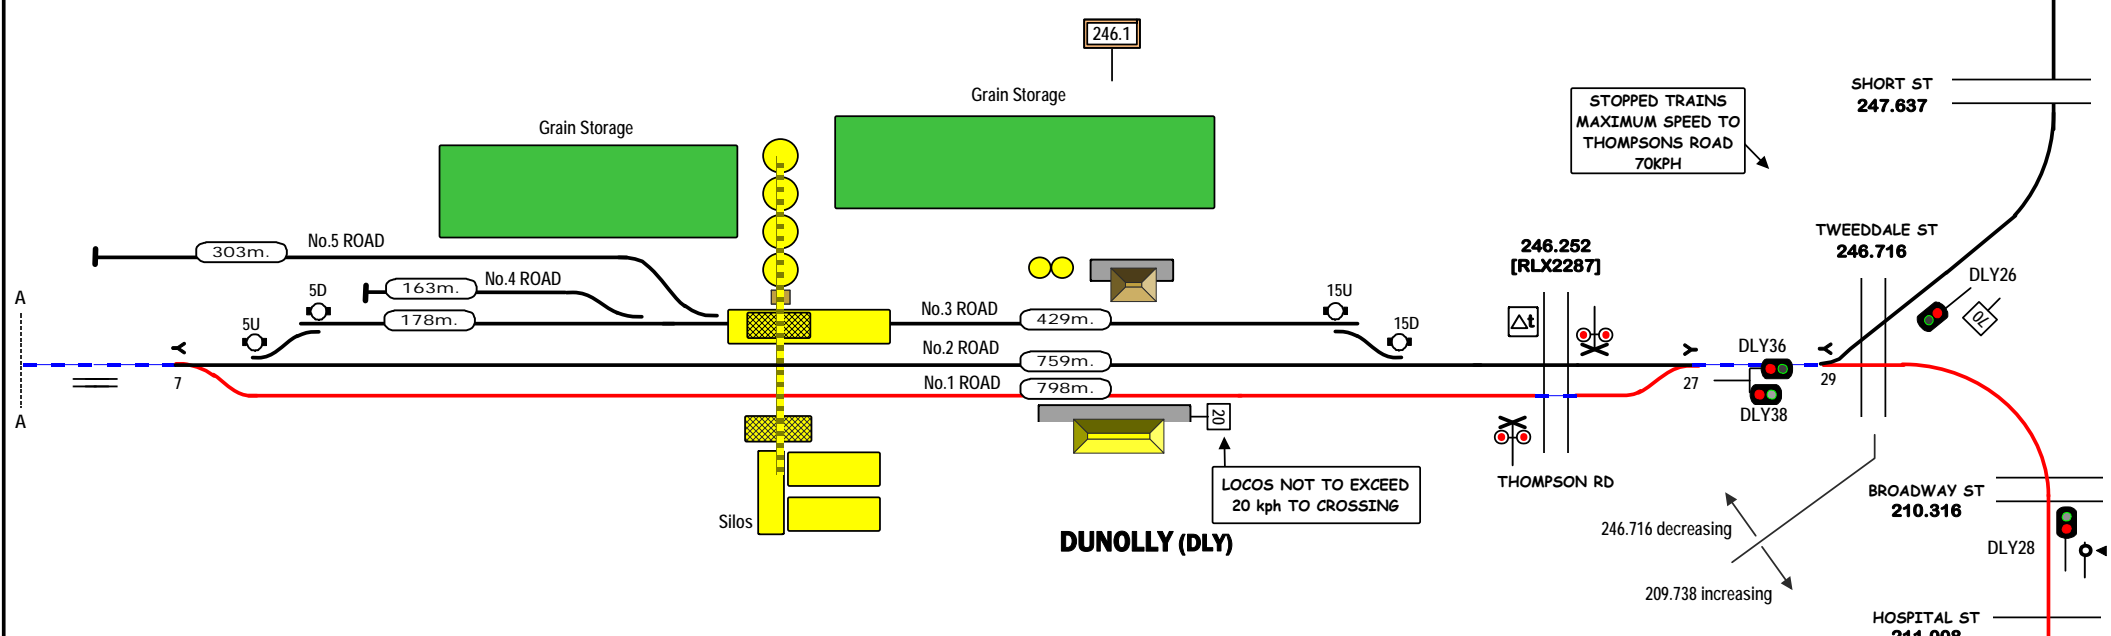 246.1
Grain Storage
Grain Storage
STOPPED TRAINS
MAXIMUM SPEED TO
THOMPSONS ROAD
70KPH
SHORT ST
247.637
TWEEDDALE ST
246.716
DLY26
70
No.5 ROAD
303m.
No.4 ROAD
163m.
5D
5U
178m.
No.3 ROAD
429m.
15U
15D
246.252
[RLX2287]
Δt
A
A
7
No.2 ROAD
759m.
No.1 ROAD
798m.
27
DLY36
DLY38
29
20
LOCOS NOT TO EXCEED
20 kph TO CROSSING
THOMPSON RD
Silos
DUNOLLY (DLY)
246.716 decreasing
209.738 increasing
BROADWAY ST
210.316
DLY28
HOSPITAL ST
211.008